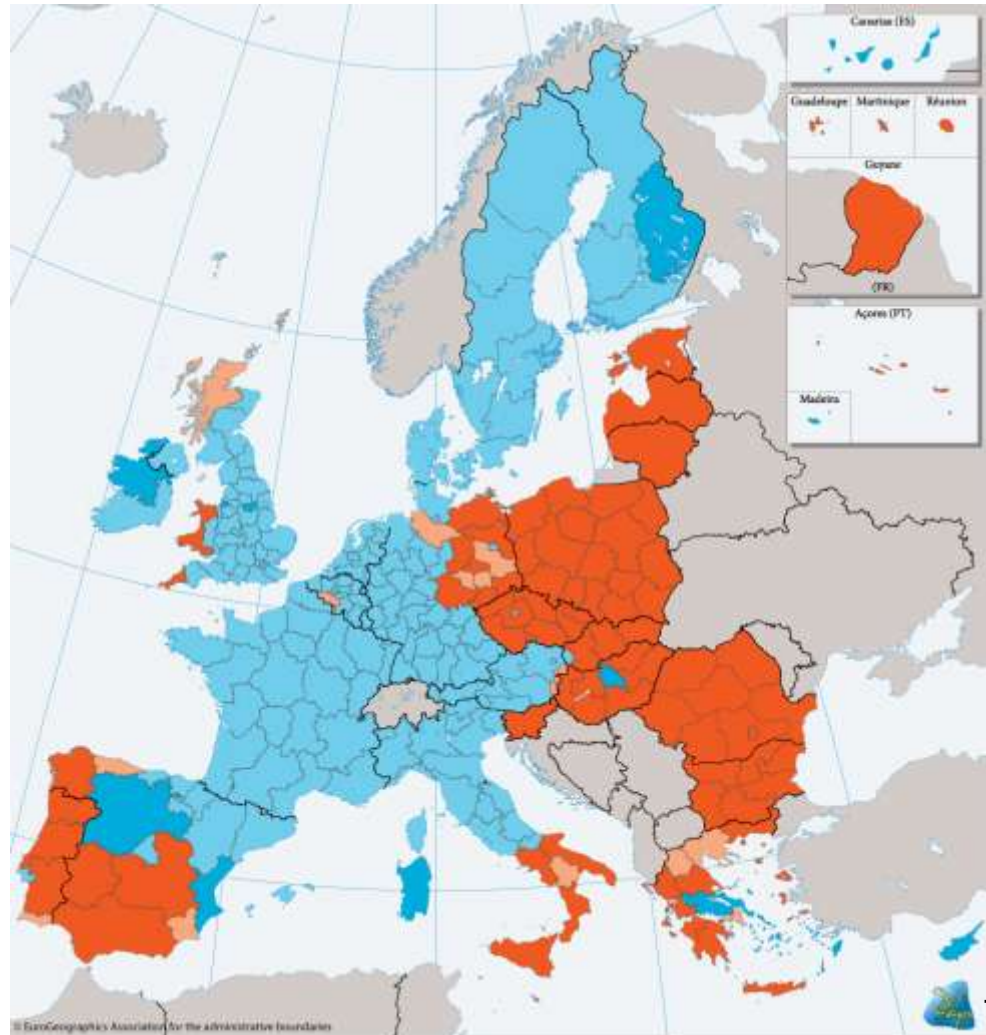 Canarias (ES)
Guadeloupe
Martinique
Réunion
Guyane
(FR)
Açores (PT)
Madeira
© EuroGeographics Association for the administrative boundaries